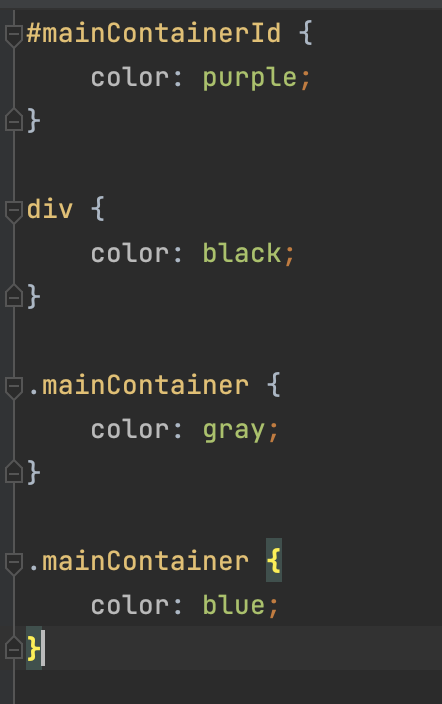 #mainContainerId {
    color: purple;
}

div {
    color: black;
}

.mainContainer {
    color: gray;
}

.mainContainer {
    color: blue;
}